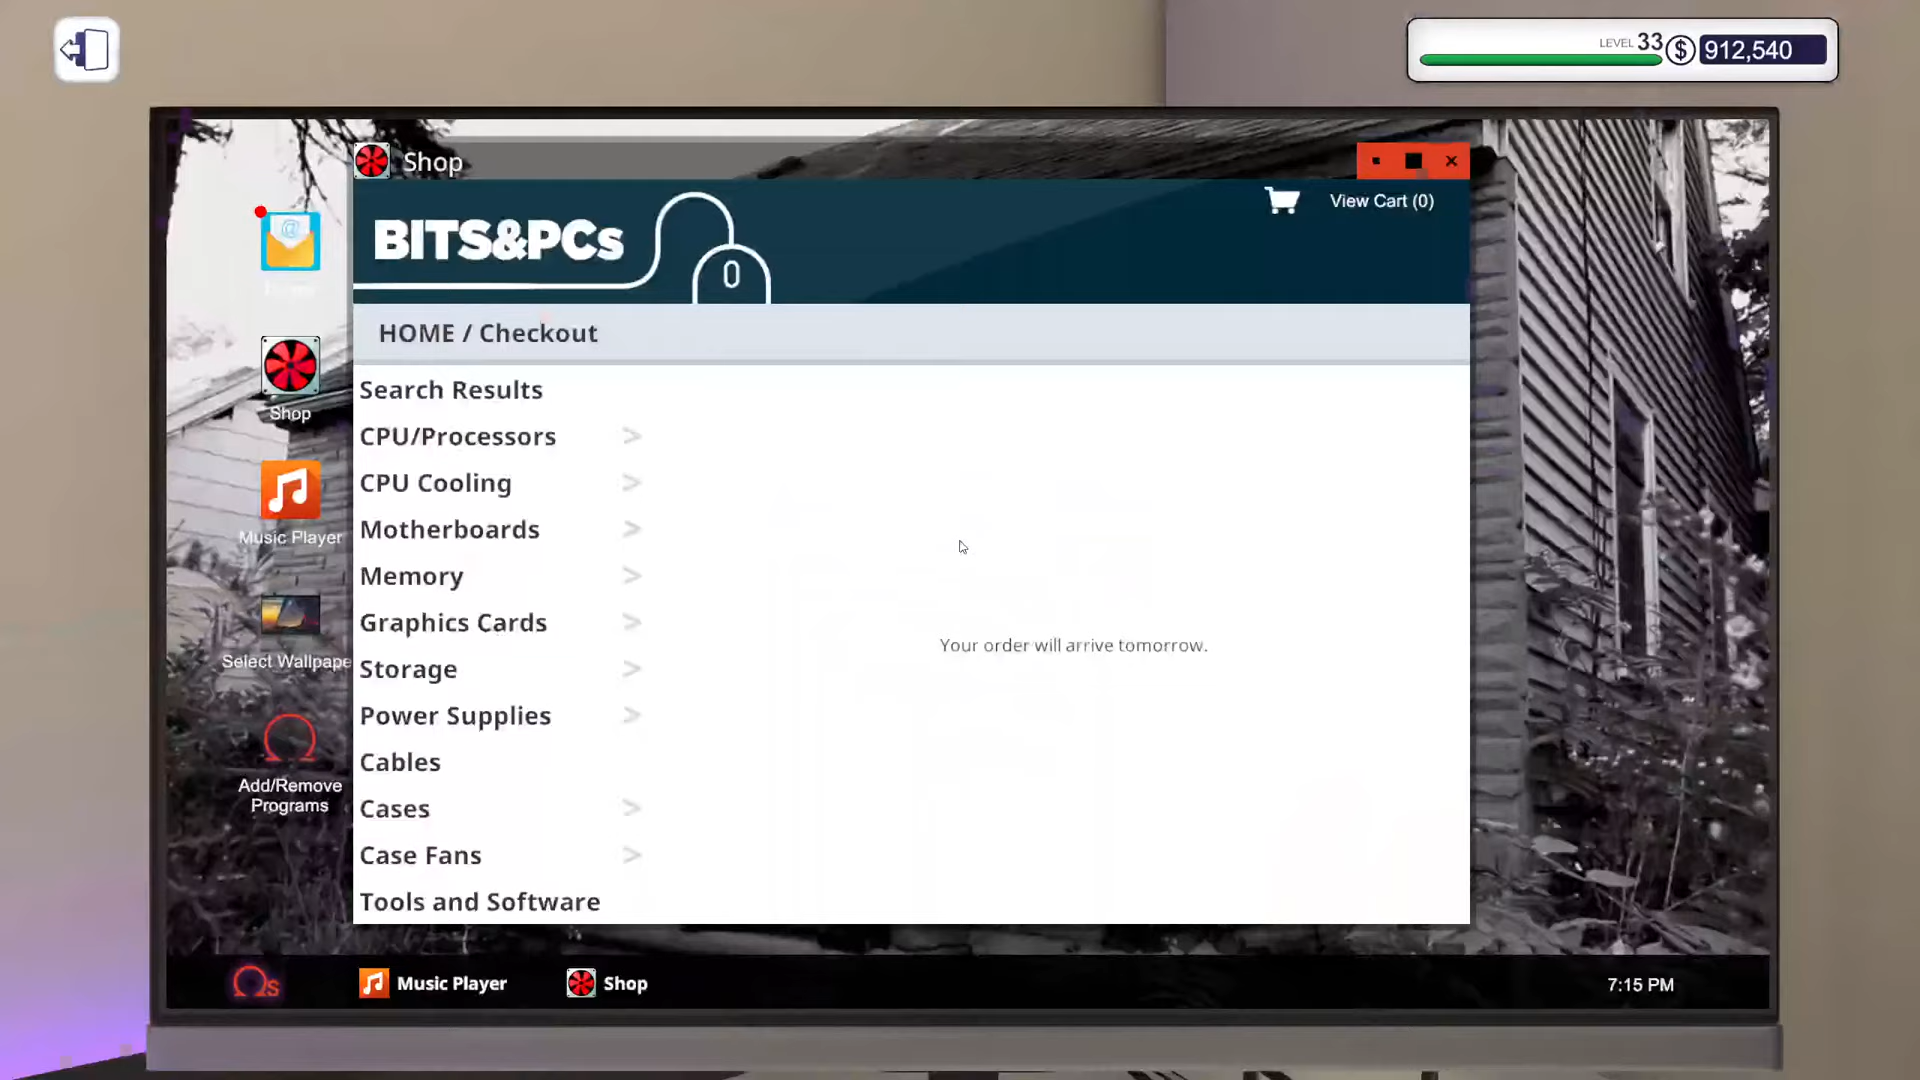 LEVEL 33 $ 912,540
Shop
View Cart (0)
BITS&PCs
HOME / Checkout
Search Results
CPU/Processors >
CPU Cooling >
Motherboards >
Memory >
Graphics Cards >
Storage >
Power Supplies >
Cables
Cases >
Case Fans >
Tools and Software
Your order will arrive tomorrow.
Shop
Music Player
Select Wallpape
Add/Remove
Programs
Ωs
Music Player
Shop
7:15 PM